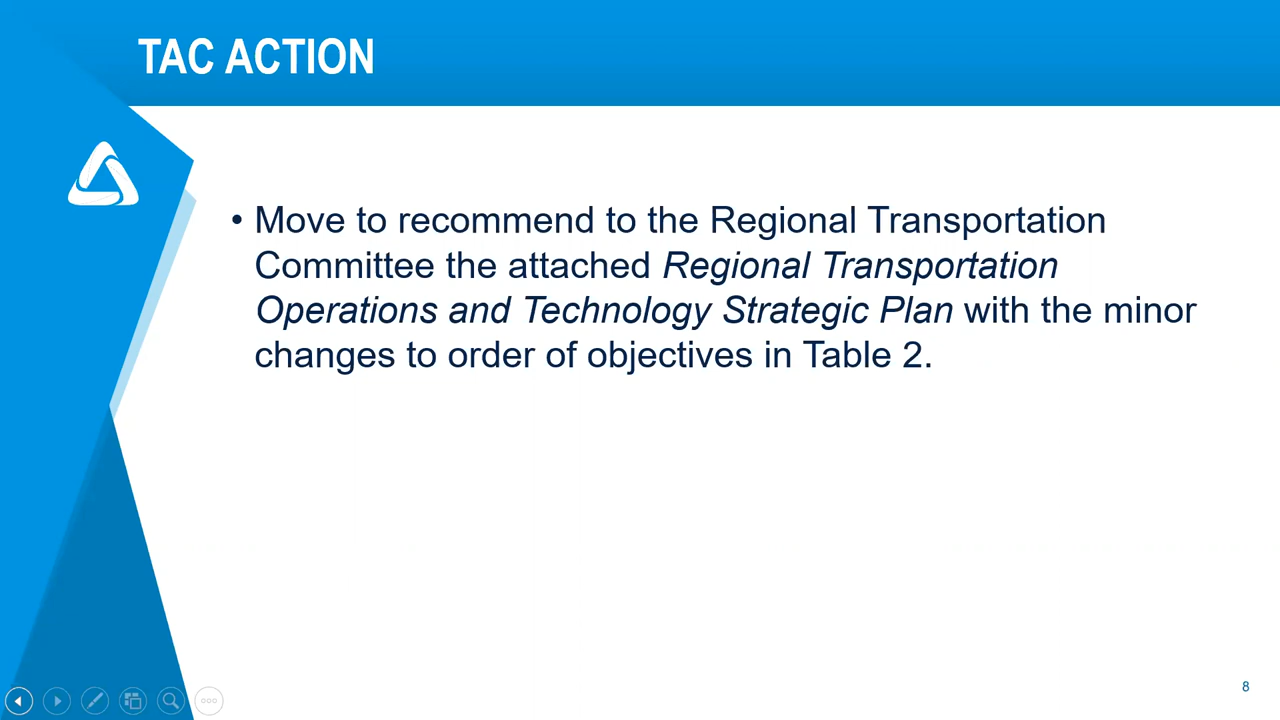 TAC ACTION
• Move to recommend to the Regional Transportation
Committee the attached Regional Transportation
Operations and Technology Strategic Plan with the minor
changes to order of objectives in Table 2.
8